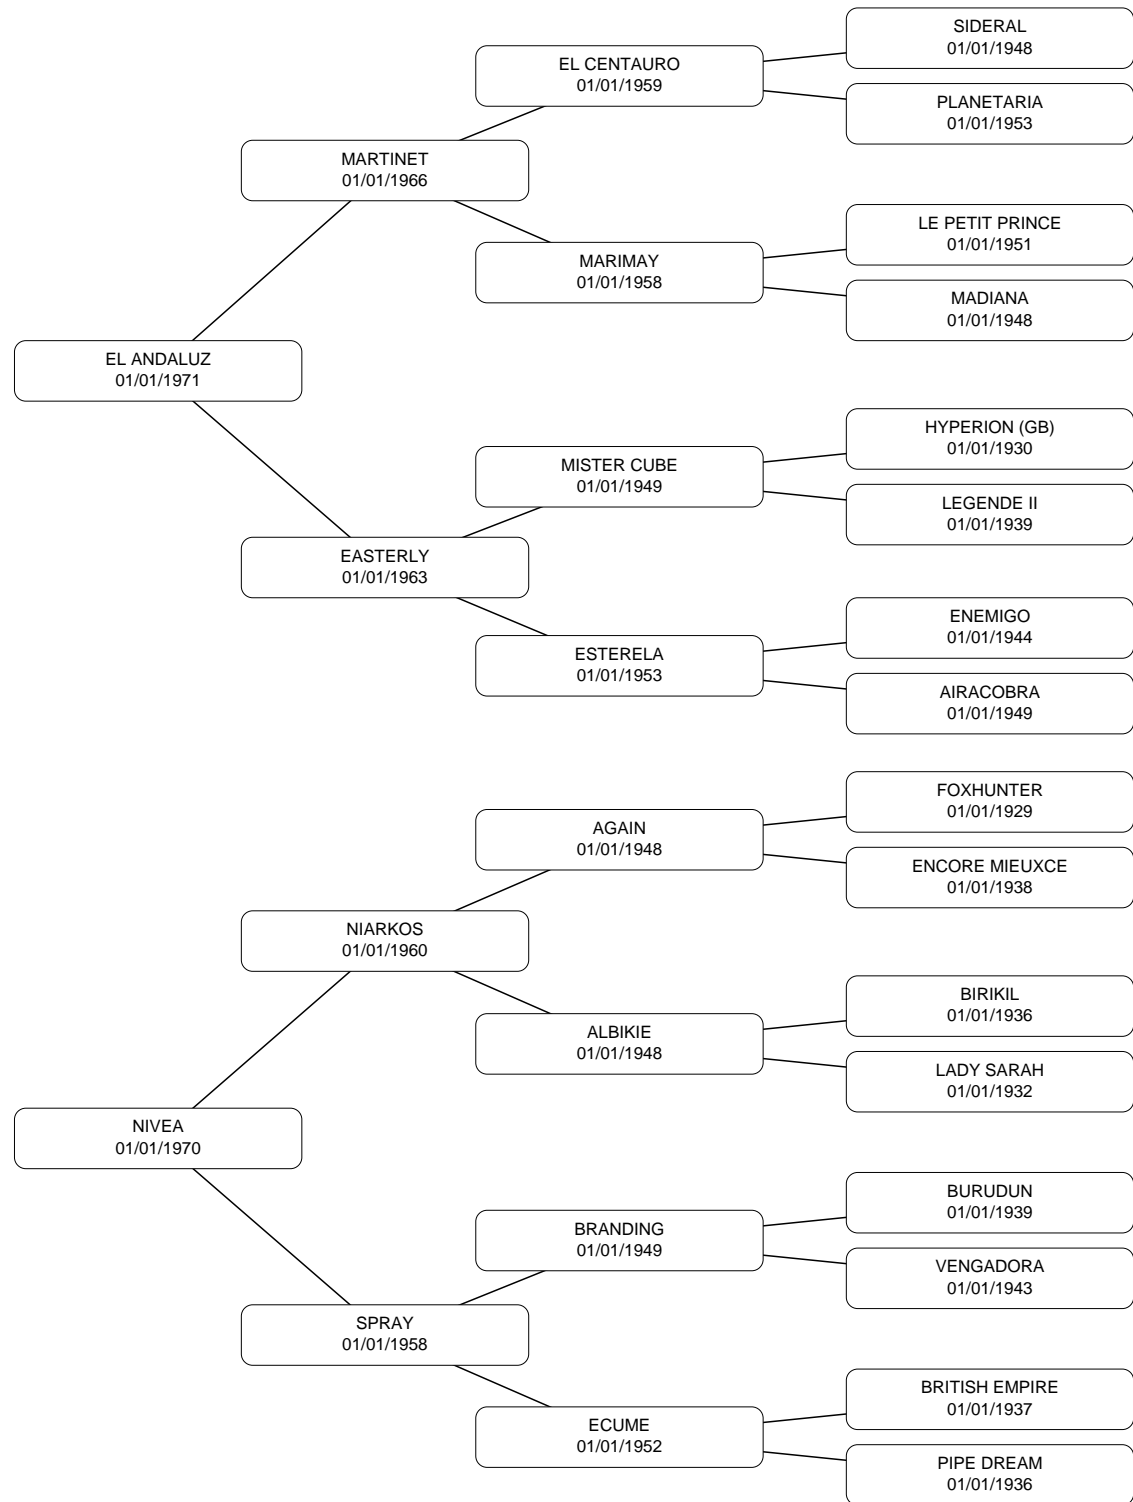 SIDERAL
01/01/1948
EL CENTAURO
01/01/1959
PLANETARIA
01/01/1953
MARTINET
01/01/1966
LE PETIT PRINCE
01/01/1951
MARIMAY
01/01/1958
MADIANA
01/01/1948
EL ANDALUZ
01/01/1971
HYPERION (GB)
01/01/1930
MISTER CUBE
01/01/1949
LEGENDE II
01/01/1939
EASTERLY
01/01/1963
ENEMIGO
01/01/1944
ESTERELA
01/01/1953
AIRACOBRA
01/01/1949
FOXHUNTER
01/01/1929
AGAIN
01/01/1948
ENCORE MIEUXCE
01/01/1938
NIARKOS
01/01/1960
BIRIKIL
01/01/1936
ALBIKIE
01/01/1948
LADY SARAH
01/01/1932
NIVEA
01/01/1970
BURUDUN
01/01/1939
BRANDING
01/01/1949
VENGADORA
01/01/1943
SPRAY
01/01/1958
BRITISH EMPIRE
01/01/1937
ECUME
01/01/1952
PIPE DREAM
01/01/1936